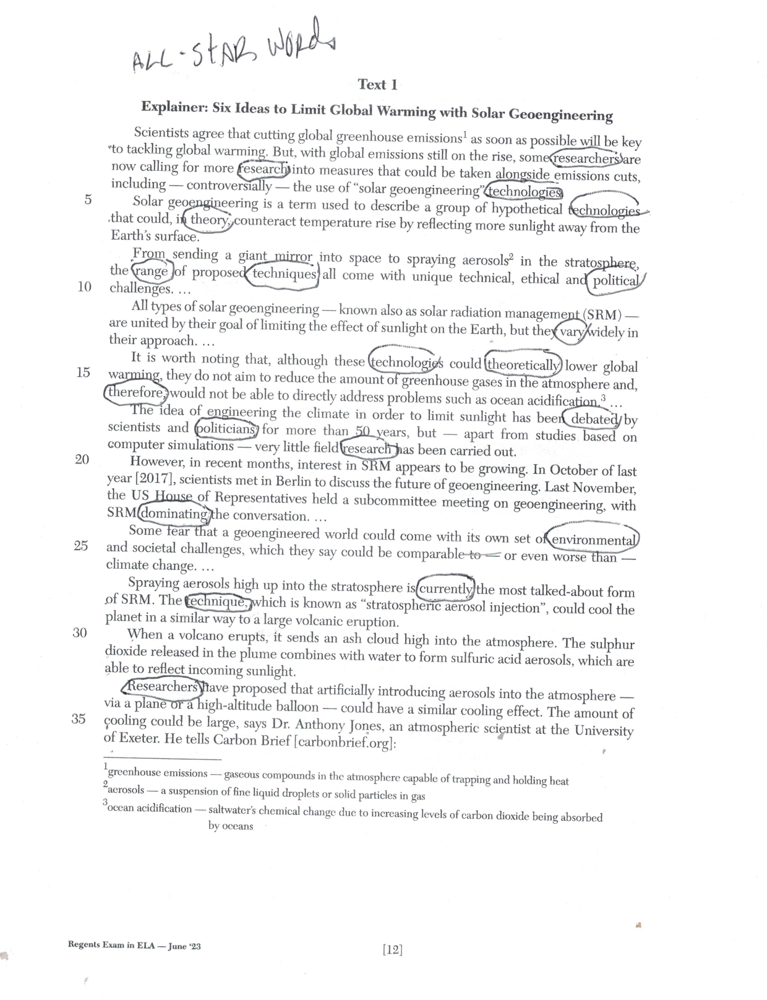 ALL-STAR WORDS
Text 1
Explainer: Six Ideas to Limit Global Warming with Solar Geoengineering
Scientists agree that cutting global greenhouse emissions¹ as soon as possible will be key
to tackling global warming. But, with global emissions still on the rise, some researchers are
now calling for more research into measures that could be taken alongside emissions cuts,
including — controversially — the use of “solar geoengineering” technologies
5 Solar geoengineering is a term used to describe a group of hypothetical technologies
that could, in theory, counteract temperature rise by reflecting more sunlight away from the
Earth’s surface.
From sending a giant mirror into space to spraying aerosols² in the stratosphere,
the range of proposed techniques all come with unique technical, ethical and political
10 challenges. …
All types of solar geoengineering — known also as solar radiation management (SRM) —
are united by their goal of limiting the effect of sunlight on the Earth, but they vary widely in
their approach. …
It is worth noting that, although these technologies could theoretically lower global
15 warming, they do not aim to reduce the amount of greenhouse gases in the atmosphere and,
therefore, would not be able to directly address problems such as ocean acidification.³ …
The idea of engineering the climate in order to limit sunlight has been debated by
scientists and politicians for more than 50 years, but — apart from studies based on
computer simulations — very little field research has been carried out.
20 However, in recent months, interest in SRM appears to be growing. In October of last
year [2017], scientists met in Berlin to discuss the future of geoengineering. Last November,
the US House of Representatives held a subcommittee meeting on geoengineering, with
SRM dominating the conversation. …
Some fear that a geoengineered world could come with its own set of environmental
25 and societal challenges, which they say could be comparable to — or even worse than —
climate change. …
Spraying aerosols high up into the stratosphere is currently the most talked-about form
of SRM. The technique, which is known as “stratospheric aerosol injection”, could cool the
planet in a similar way to a large volcanic eruption.
30 When a volcano erupts, it sends an ash cloud high into the atmosphere. The sulphur
dioxide released in the plume combines with water to form sulfuric acid aerosols, which are
able to reflect incoming sunlight.
Researchers have proposed that artificially introducing aerosols into the atmosphere —
via a plane or a high-altitude balloon — could have a similar cooling effect. The amount of
35 cooling could be large, says Dr. Anthony Jones, an atmospheric scientist at the University
of Exeter. He tells Carbon Brief [carbonbrief.org]:
¹greenhouse emissions — gaseous compounds in the atmosphere capable of trapping and holding heat
²aerosols — a suspension of fine liquid droplets or solid particles in gas
³ocean acidification — saltwater’s chemical change due to increasing levels of carbon dioxide being absorbed
by oceans
Regents Exam in ELA — June ’23
[12]